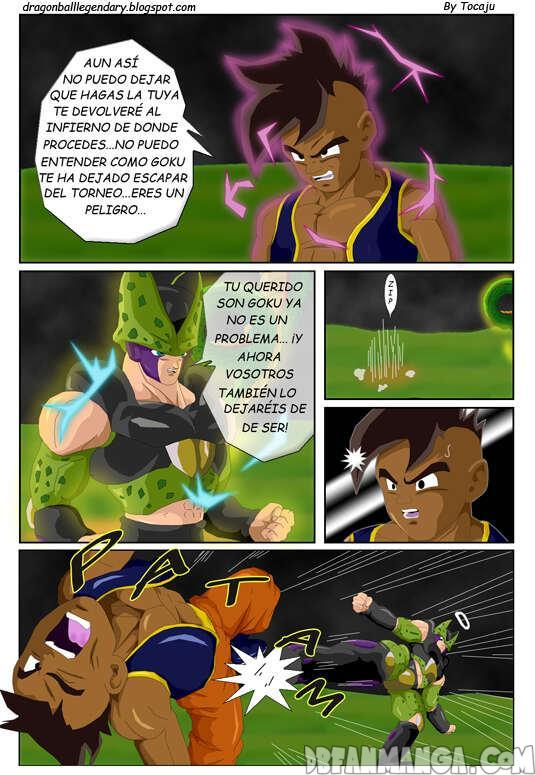 dragonballlegendary.blogspot.com
By Tocaju
AUN ASÍ
NO PUEDO DEJAR
QUE HAGAS LA TUYA
TE DEVOLVERÉ AL
INFIERNO DE DONDE
PROCEDES...NO PUEDO
ENTENDER COMO GOKU
TE HA DEJADO ESCAPAR
DEL TORNEO...ERES UN
PELIGRO...
TU QUERIDO
SON GOKU YA
NO ES UN
PROBLEMA... ¡Y
AHORA
VOSOTROS
TAMBIÉN LO
DEJARÉIS DE
DE SER!
ZIP
PATAM
DBFANMANGA.COM